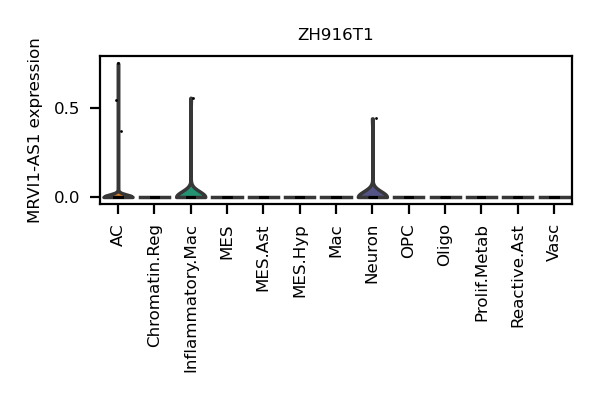 ZH916T1
MRVI1-AS1 expression
0.5
0.0
AC
Chromatin.Reg
Inflammatory.Mac
MES
MES.Ast
MES.Hyp
Mac
Neuron
OPC
Oligo
Prolif.Metab
Reactive.Ast
Vasc